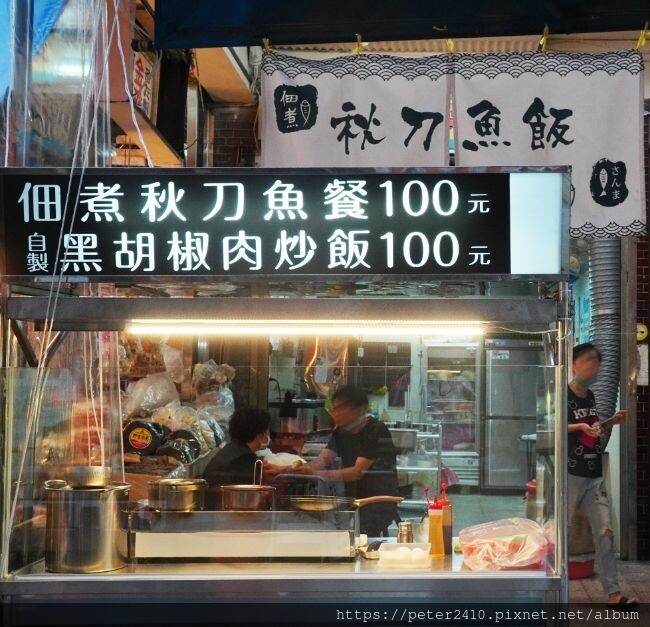 佃煮
秋刀魚飯
さんま
佃煮秋刀魚餐100元
自製黑胡椒肉炒飯100元
https://peter2410.pixnet.net/album